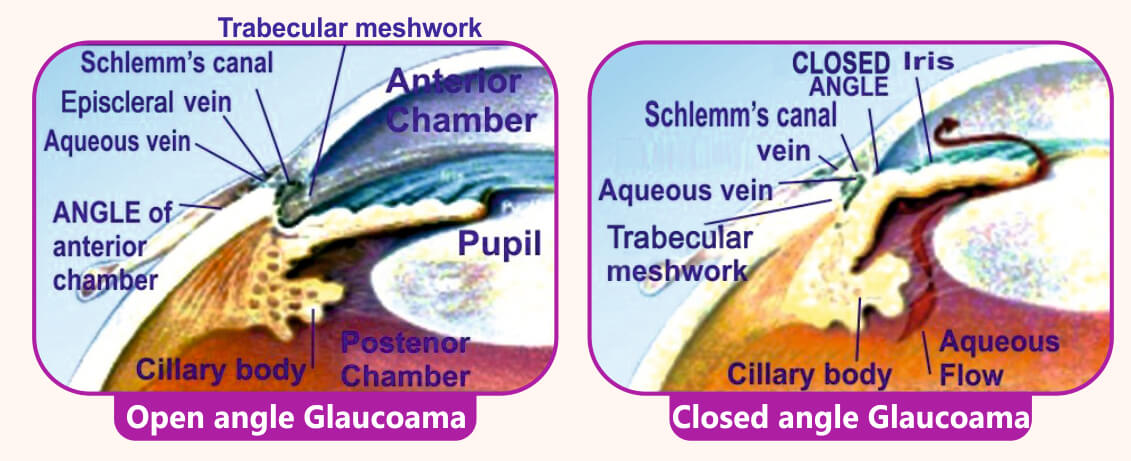 Trabecular meshwork
Schlemm's canal
Episcleral vein
Aqueous vein
ANGLE of
anterior
chamber
Anterior
Chamber
Iris
Pupil
Cillary body
Postenor
Chamber
Open angle Glaucoama
CLOSED
ANGLE
Iris
Schlemm's canal
vein
Aqueous vein
Trabecular
meshwork
Cillary body
Aqueous
Flow
Closed angle Glaucoama